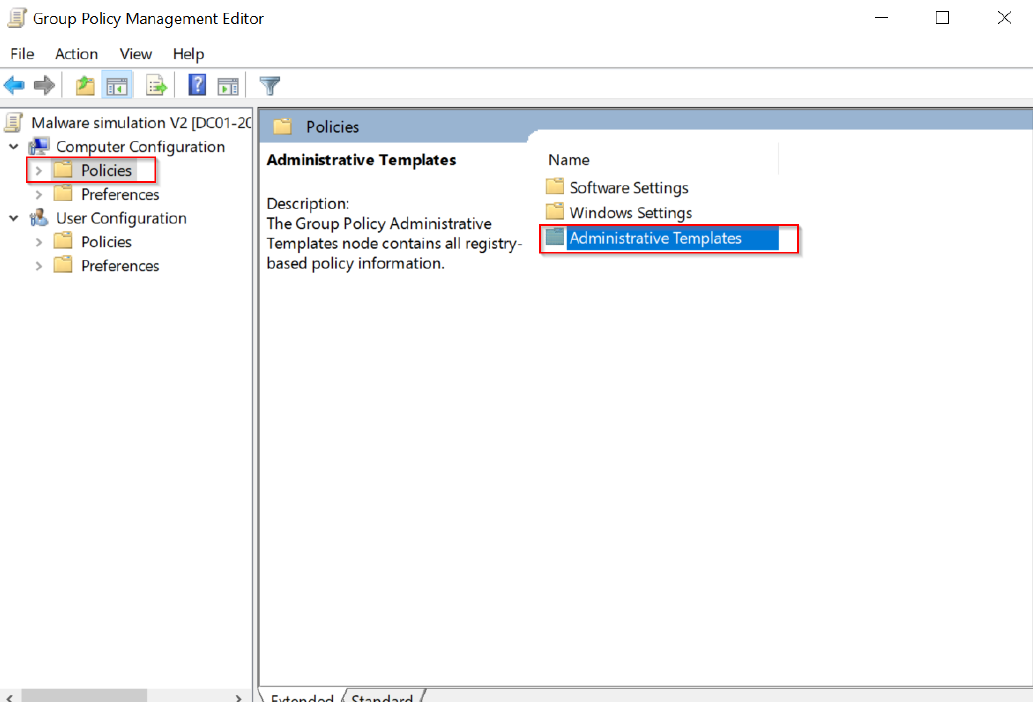 Group Policy Management Editor
File Action View Help
Malware simulation V2 [DC01-20
Computer Configuration
Policies
Preferences
User Configuration
Policies
Preferences
Policies
Administrative Templates
Description:
The Group Policy Administrative
Templates node contains all registry-
based policy information.
Name
Software Settings
Windows Settings
Administrative Templates
Extended Standard